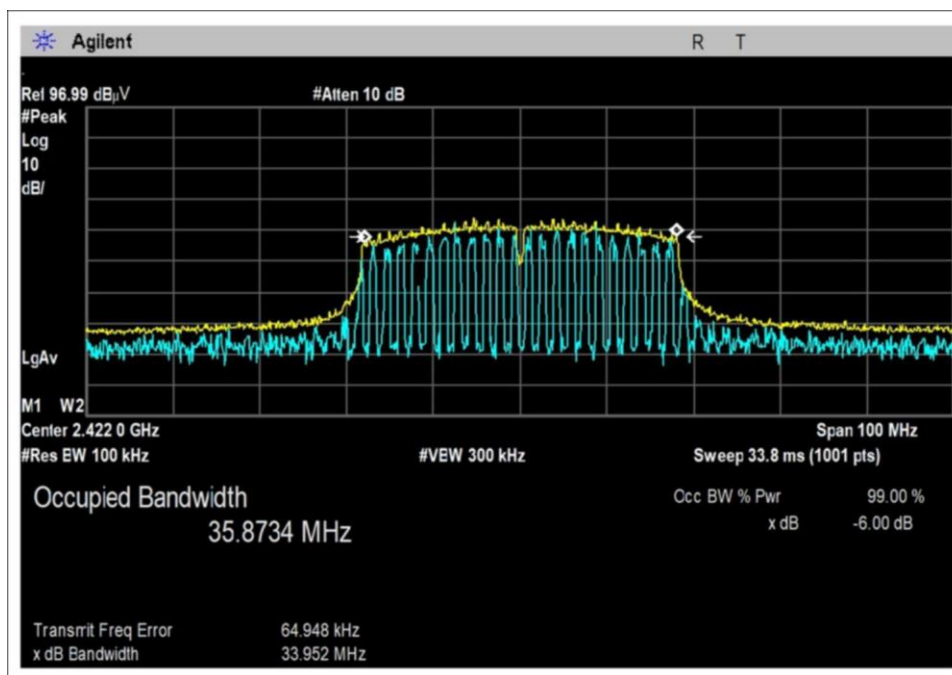 Agilent R T
Ref 96.99 dBµV #Atten 10 dB
#Peak
Log
10
dB/
LgAv
M1 W2
Center 2.422 0 GHz Span 100 MHz
#Res BW 100 kHz #VBW 300 kHz Sweep 33.8 ms (1001 pts)
Occupied Bandwidth
35.8734 MHz
Occ BW % Pwr 99.00 %
x dB -6.00 dB
Transmit Freq Error 64.948 kHz
x dB Bandwidth 33.952 MHz